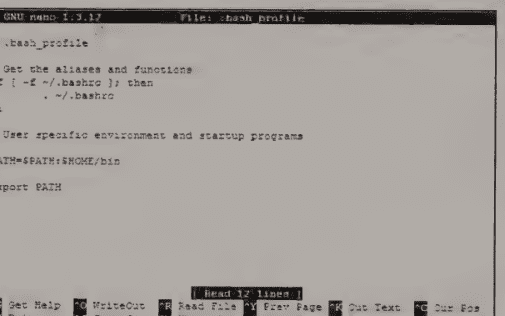 GNU nano 1.3.12 File: .bash_profile
.bash_profile
Get the aliases and functions
f [ -f ~/.bashrc ]; then
. ~/.bashrc
i
User specific environment and startup programs
ATH=$PATH:$HOME/bin
xport PATH
[ Read 12 lines ]
Get Help ^O WriteOut ^R Read File ^Y Prev Page ^K Cut Text ^C Cur Pos